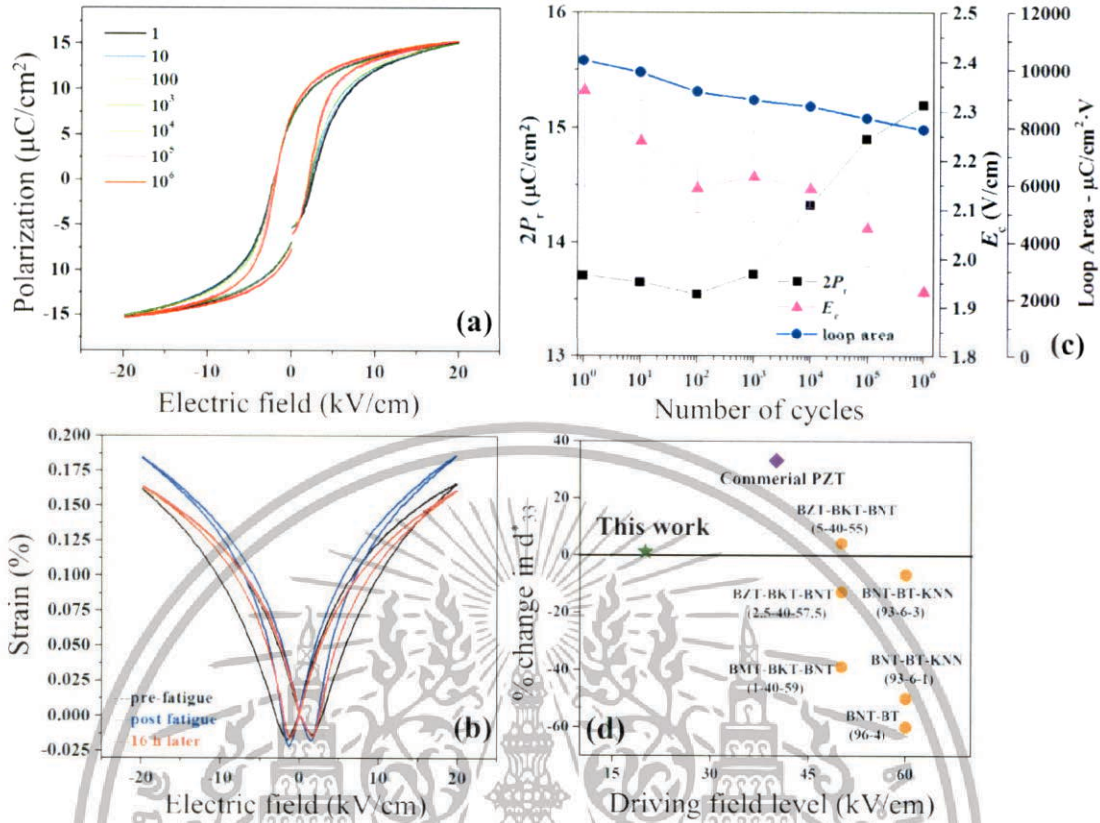 15
10
5
0
-5
-10
-15
Polarization (μC/cm²)
1
10
100
10³
10⁴
10⁵
10⁶
(a)
-20
-10
0
10
20
Electric field (kV/cm)
16
15
14
13
2Pᵣ (μC/cm²)
2Pᵣ
E꜀
loop area
2.5
2.4
2.3
2.2
2.1
2.0
1.9
1.8
E꜀ (V/cm)
12000
10000
8000
6000
4000
2000
0
Loop Area - μC/cm²·V
(c)
10⁰
10¹
10²
10³
10⁴
10⁵
10⁶
Number of cycles
0.200
0.175
0.150
0.125
0.100
0.075
0.050
0.025
0.000
-0.025
Strain (%)
pre-fatigue
post fatigue
16 h later
(b)
-20
-10
0
10
20
Electric field (kV/cm)
40
20
0
-20
-40
-60
% change in d*₃₃
Commerial PZT
This work
BZT-BKT-BNT
(5-40-55)
BZT-BKT-BNT
(2.5-40-57.5)
BNT-BT-KNN
(93-6-3)
BMT-BKT-BNT
(1-40-59)
BNT-BT-KNN
(93-6-1)
BNT-BT
(96-4)
(d)
15
30
45
60
Driving field level (kV/cm)